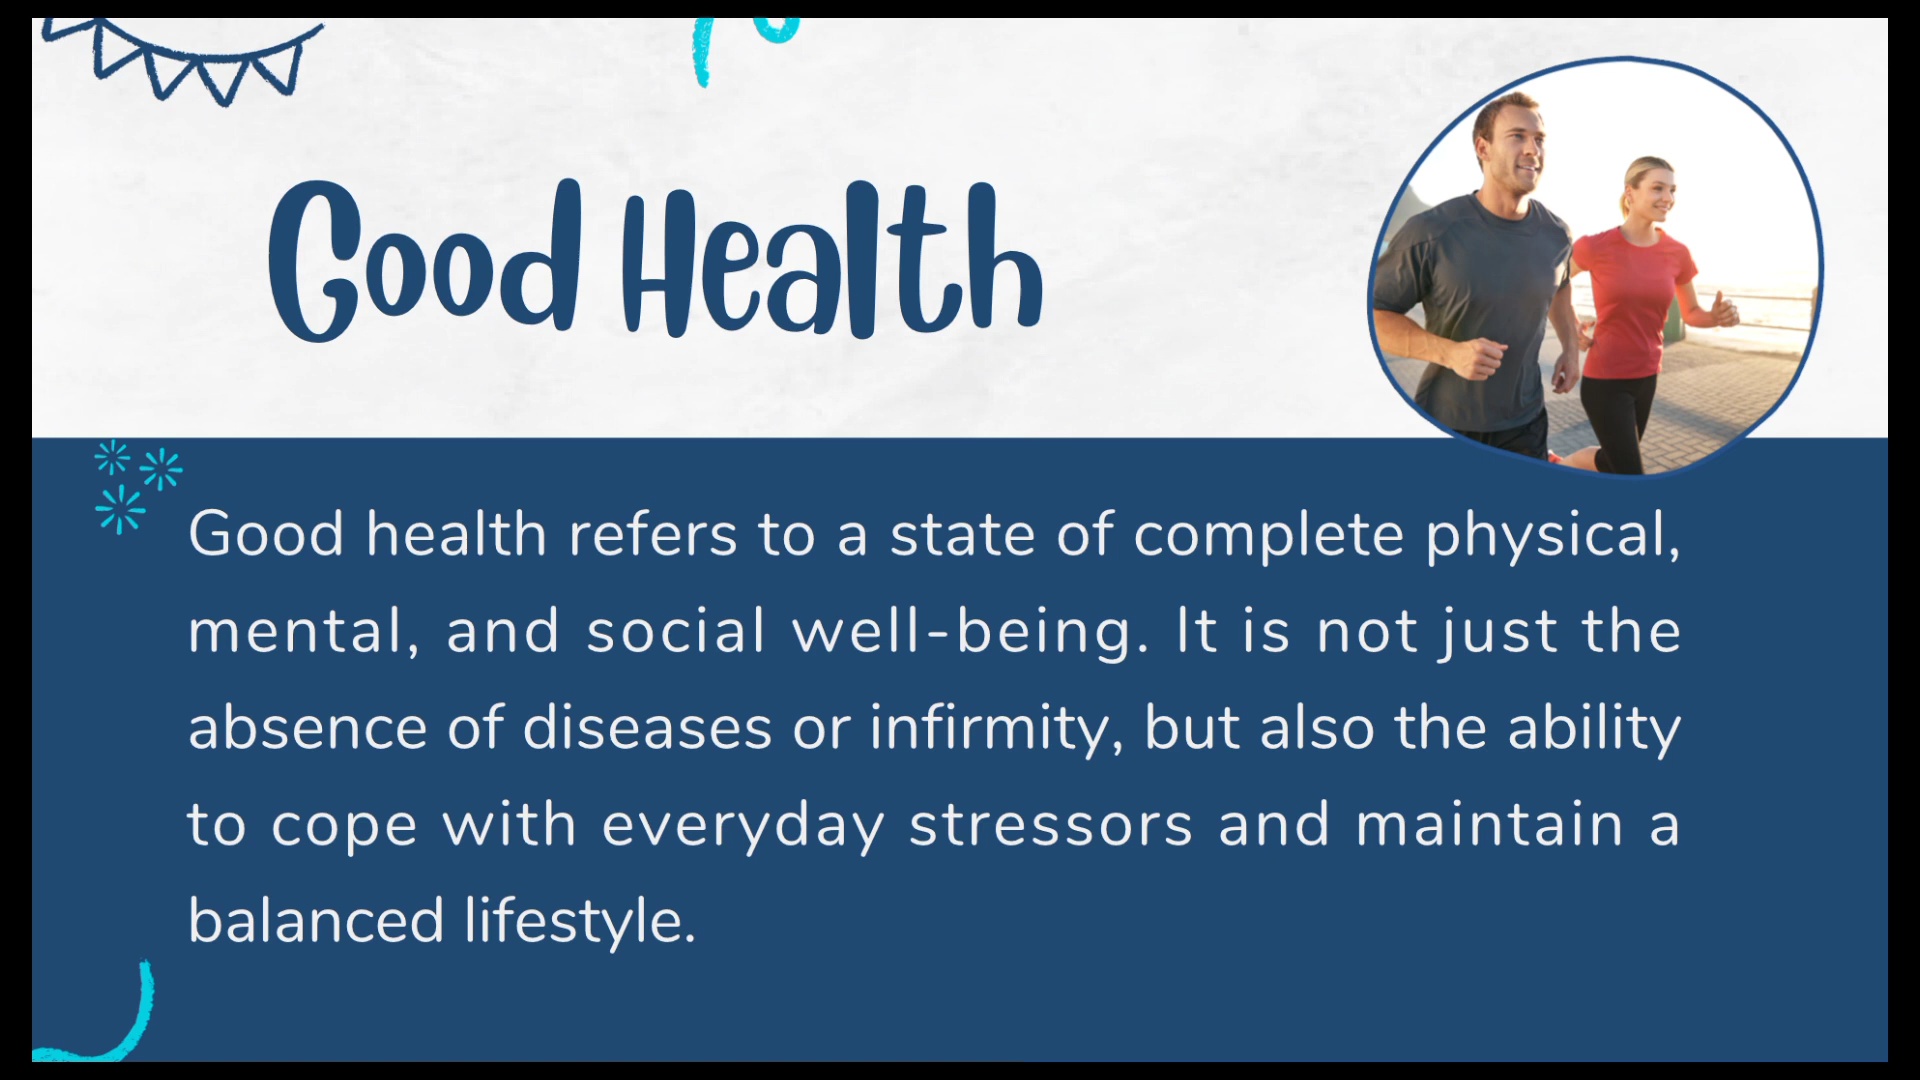 Good Health
Good health refers to a state of complete physical,
mental, and social well-being. It is not just the
absence of diseases or infirmity, but also the ability
to cope with everyday stressors and maintain a
balanced lifestyle.